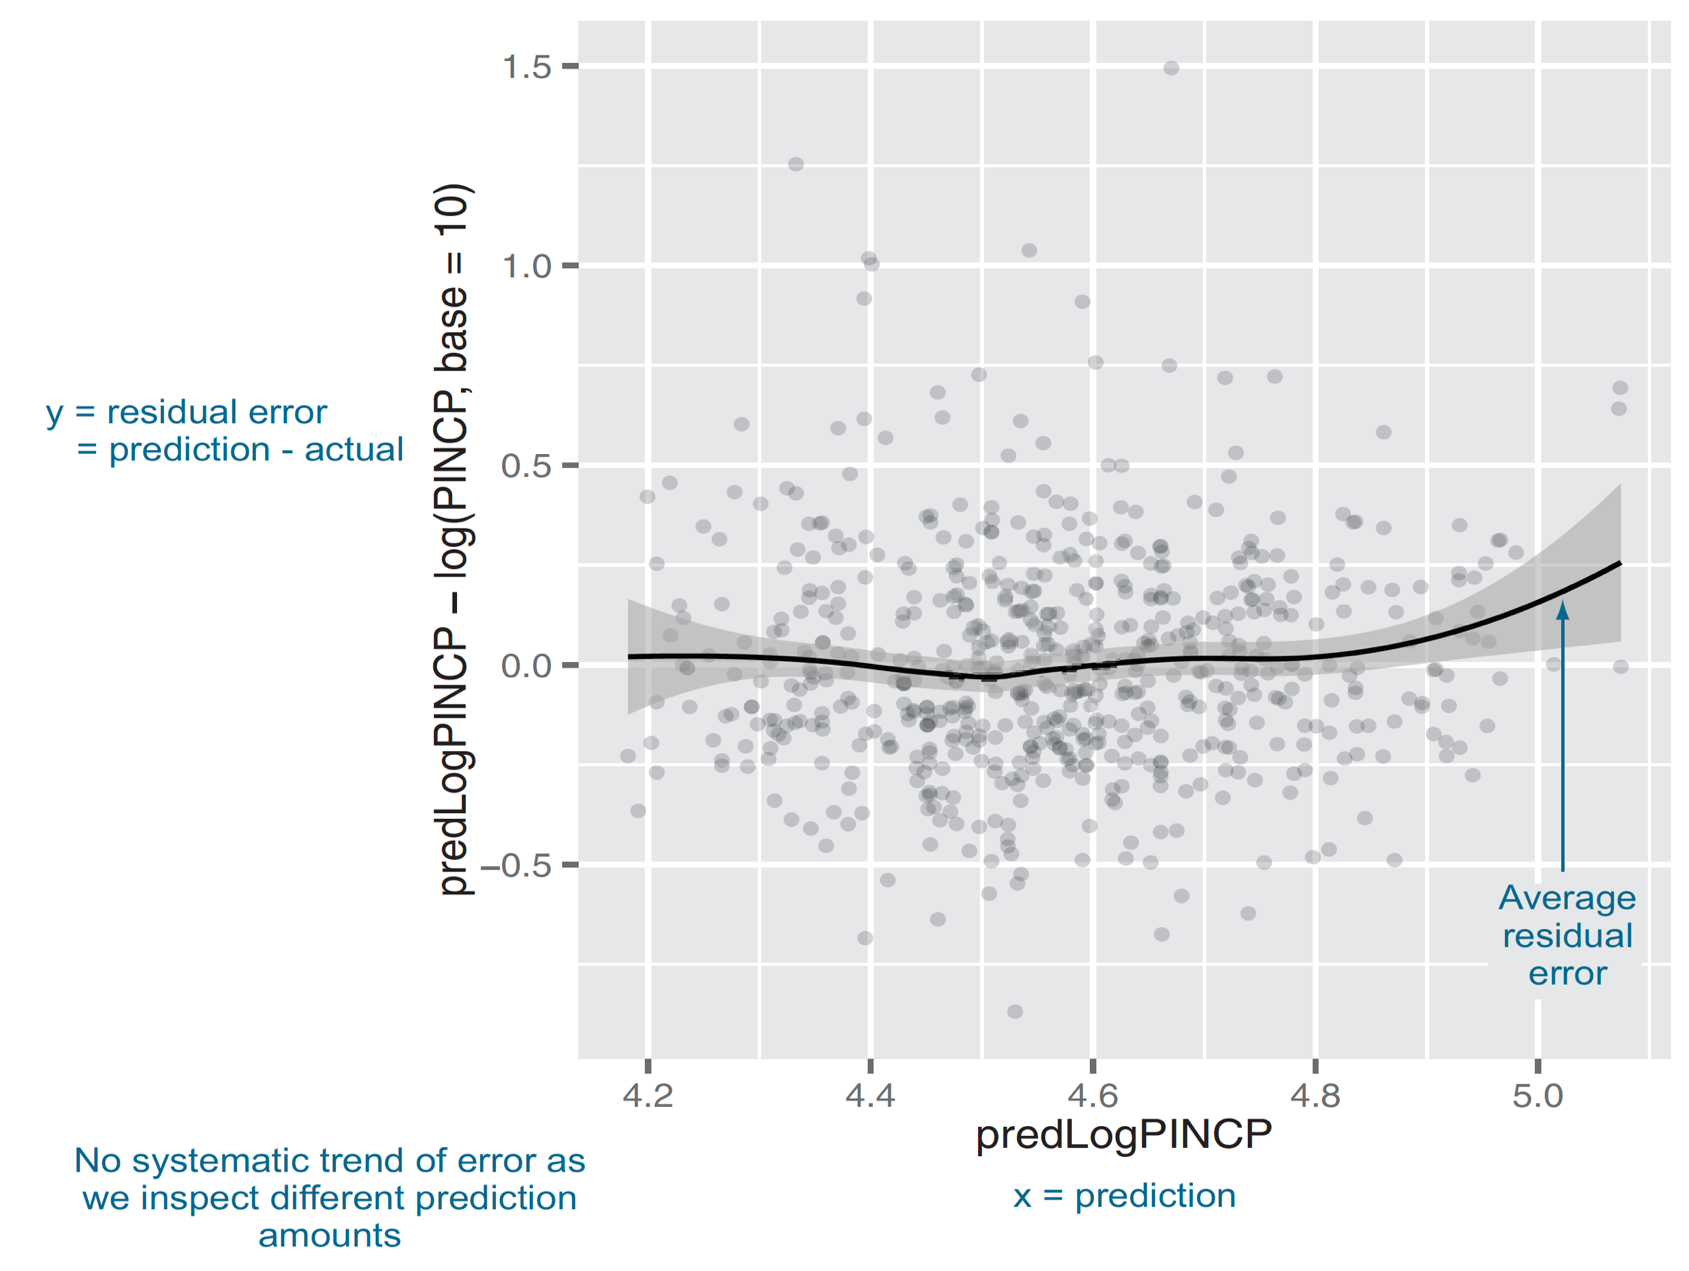 1.5
1.0
0.5
0.0
−0.5
predLogPINCP − log(PINCP, base = 10)
y = residual error
= prediction - actual
Average
residual
error
4.2 4.4 4.6 4.8 5.0
predLogPINCP
x = prediction
No systematic trend of error as
we inspect different prediction
amounts